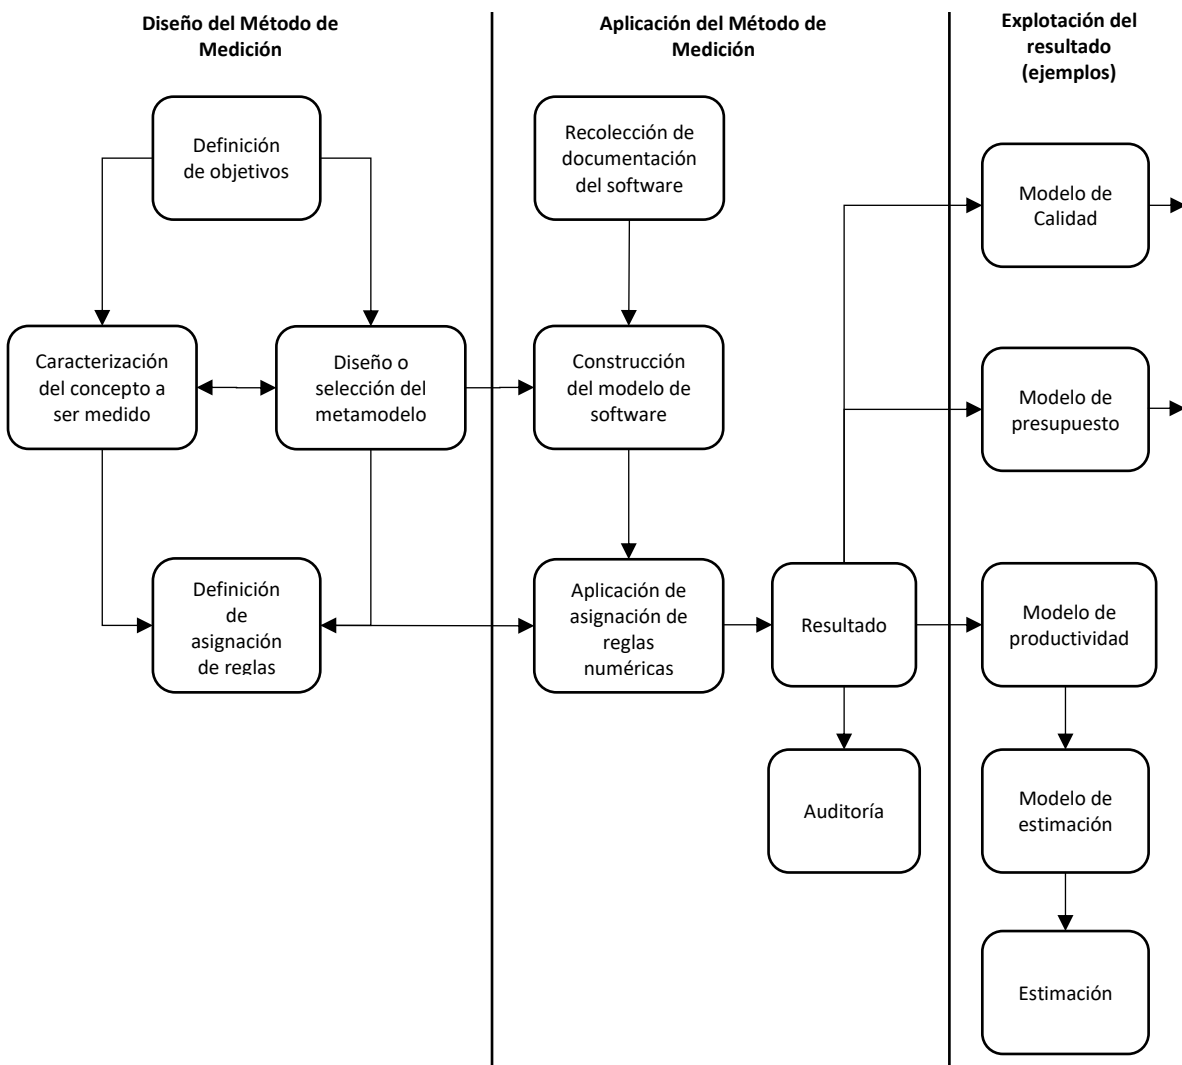 Diseño del Método de
Medición
Aplicación del Método de
Medición
Explotación del
resultado
(ejemplos)
Definición
de objetivos
Recolección de
documentación
del software
Modelo de
Calidad
Caracterización
del concepto a
ser medido
Diseño o
selección del
metamodelo
Construcción
del modelo de
software
Modelo de
presupuesto
Definición
de
asignación
de reglas
Aplicación de
asignación de
reglas
numéricas
Resultado
Modelo de
productividad
Auditoría
Modelo de
estimación
Estimación